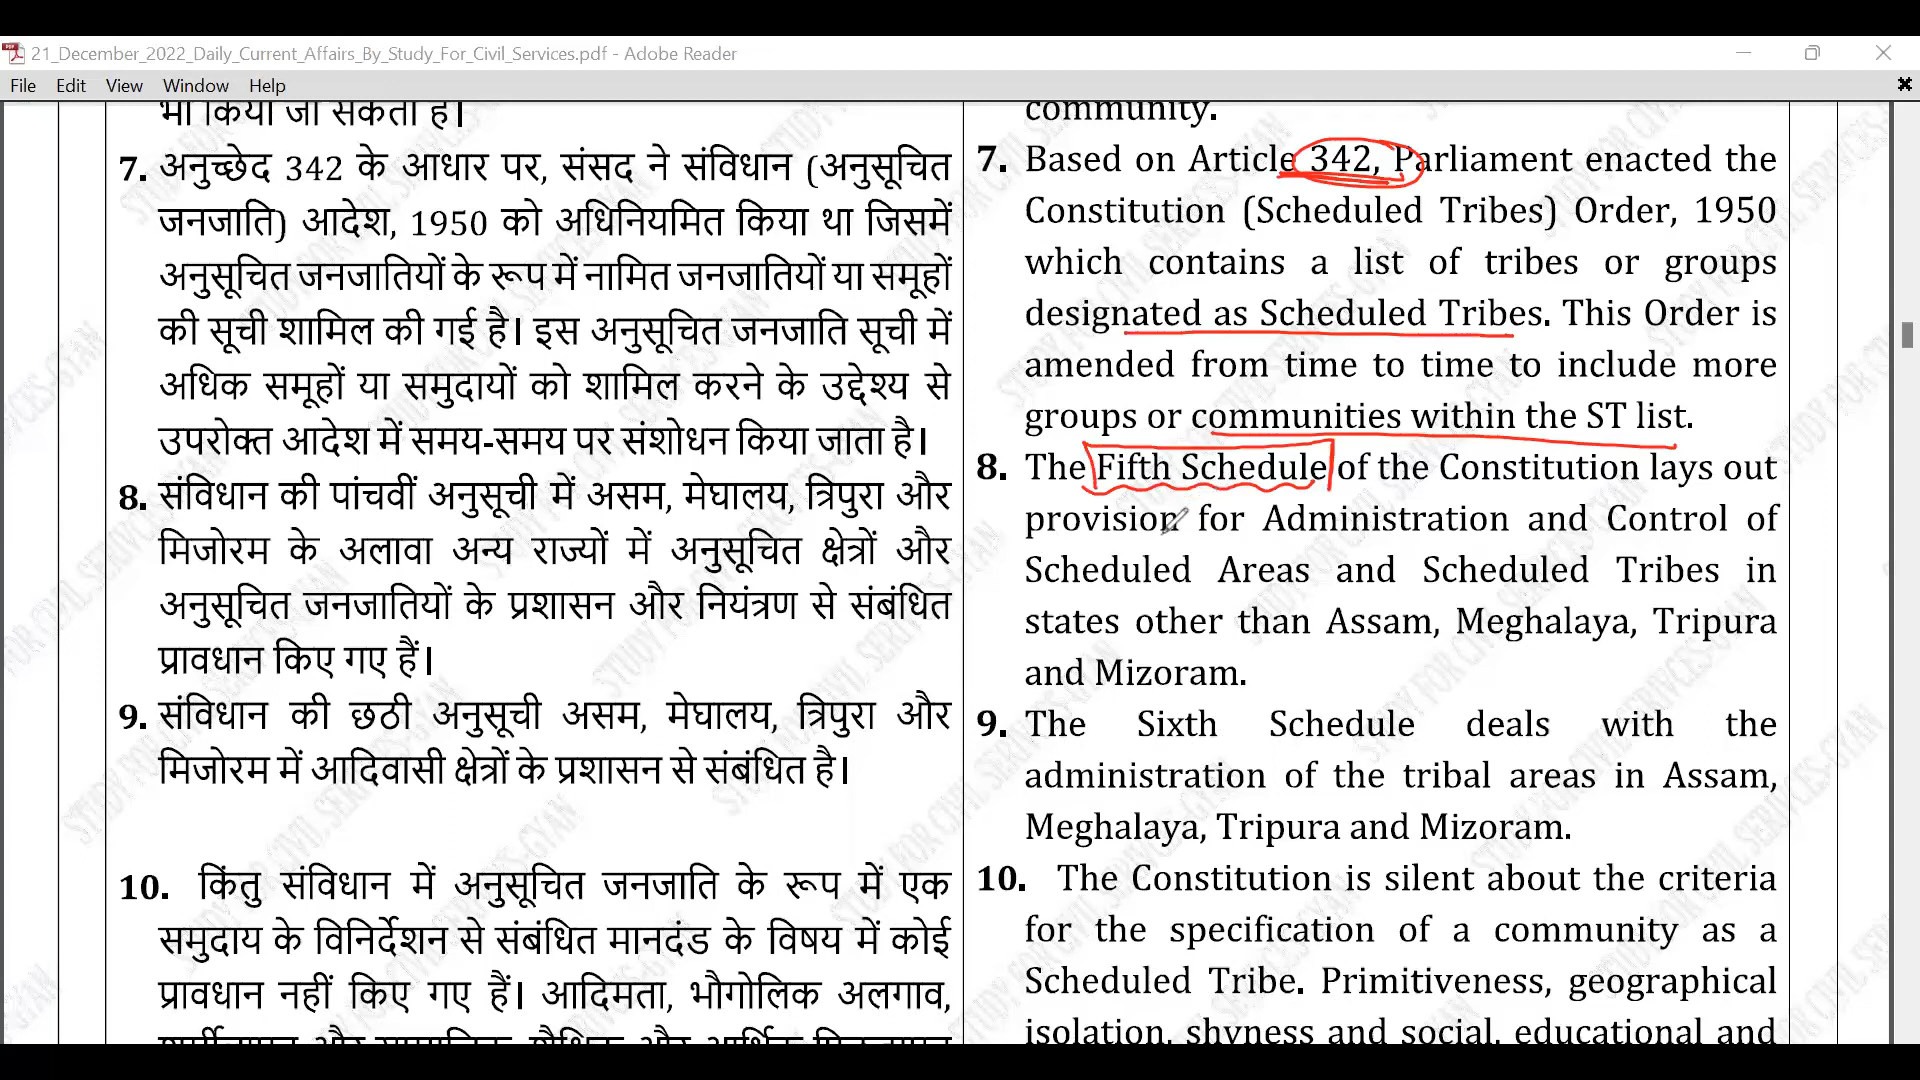 21_December_2022_Daily_Current_Affairs_By_Study_For_Civil_Services.pdf - Adobe Reader
File Edit View Window Help
भी किया जा सकता है।
7. अनुच्छेद 342 के आधार पर, संसद ने संविधान (अनुसूचित
जनजाति) आदेश, 1950 को अधिनियमित किया था जिसमें
अनुसूचित जनजातियों के रूप में नामित जनजातियों या समूहों
की सूची शामिल की गई है। इस अनुसूचित जनजाति सूची में
अधिक समूहों या समुदायों को शामिल करने के उद्देश्य से
उपरोक्त आदेश में समय-समय पर संशोधन किया जाता है।
8. संविधान की पांचवीं अनुसूची में असम, मेघालय, त्रिपुरा और
मिजोरम के अलावा अन्य राज्यों में अनुसूचित क्षेत्रों और
अनुसूचित जनजातियों के प्रशासन और नियंत्रण से संबंधित
प्रावधान किए गए हैं।
9. संविधान की छठी अनुसूची असम, मेघालय, त्रिपुरा और
मिजोरम में आदिवासी क्षेत्रों के प्रशासन से संबंधित है।
10. किंतु संविधान में अनुसूचित जनजाति के रूप में एक
समुदाय के विनिर्देशन से संबंधित मानदंड के विषय में कोई
प्रावधान नहीं किए गए हैं। आदिमता, भौगोलिक अलगाव,
community.
7. Based on Article 342, Parliament enacted the
Constitution (Scheduled Tribes) Order, 1950
which contains a list of tribes or groups
designated as Scheduled Tribes. This Order is
amended from time to time to include more
groups or communities within the ST list.
8. The Fifth Schedule of the Constitution lays out
provision for Administration and Control of
Scheduled Areas and Scheduled Tribes in
states other than Assam, Meghalaya, Tripura
and Mizoram.
9. The Sixth Schedule deals with the
administration of the tribal areas in Assam,
Meghalaya, Tripura and Mizoram.
10. The Constitution is silent about the criteria
for the specification of a community as a
Scheduled Tribe. Primitiveness, geographical
isolation, shyness and social, educational and